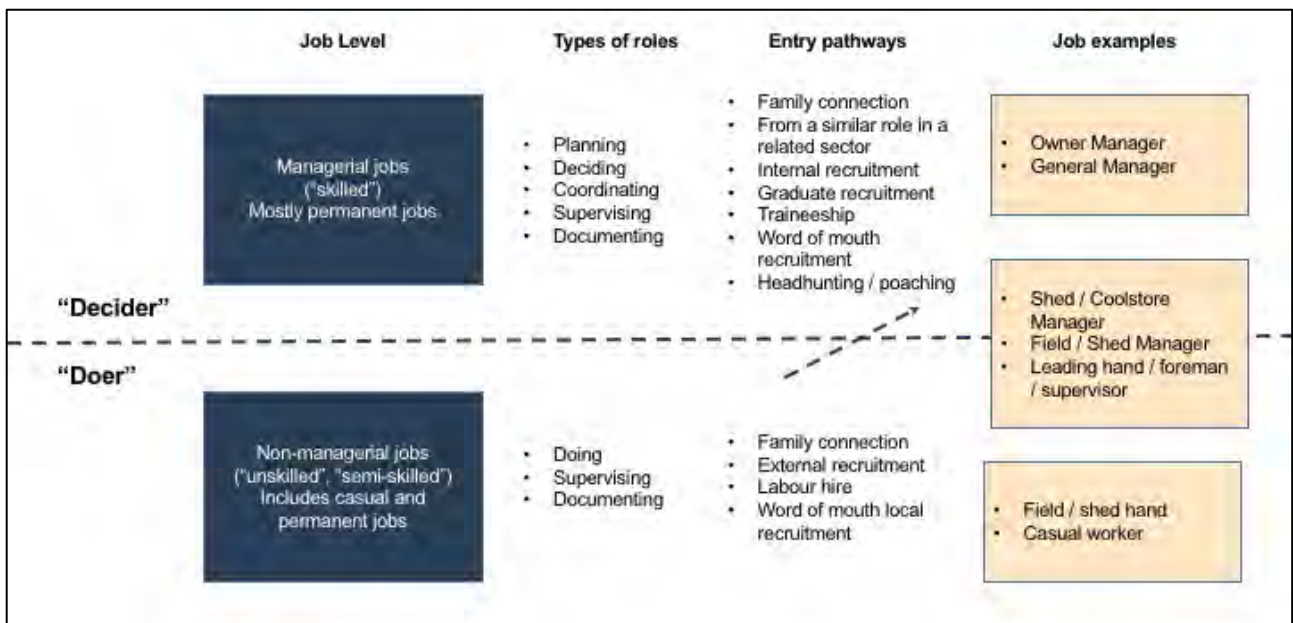 Job Level
Types of roles
Entry pathways
Job examples
Managerial jobs
(“skilled”)
Mostly permanent jobs
• Planning
• Deciding
• Coordinating
• Supervising
• Documenting
• Family connection
• From a similar role in a
related sector
• Internal recruitment
• Graduate recruitment
• Traineeship
• Word of mouth
recruitment
• Headhunting / poaching
• Owner Manager
• General Manager
“Decider”
• Shed / Coolstore
Manager
• Field / Shed Manager
• Leading hand / foreman
/ supervisor
“Doer”
Non-managerial jobs
(“unskilled”, “semi-skilled”)
Includes casual and
permanent jobs
• Doing
• Supervising
• Documenting
• Family connection
• External recruitment
• Labour hire
• Word of mouth local
recruitment
• Field / shed hand
• Casual worker